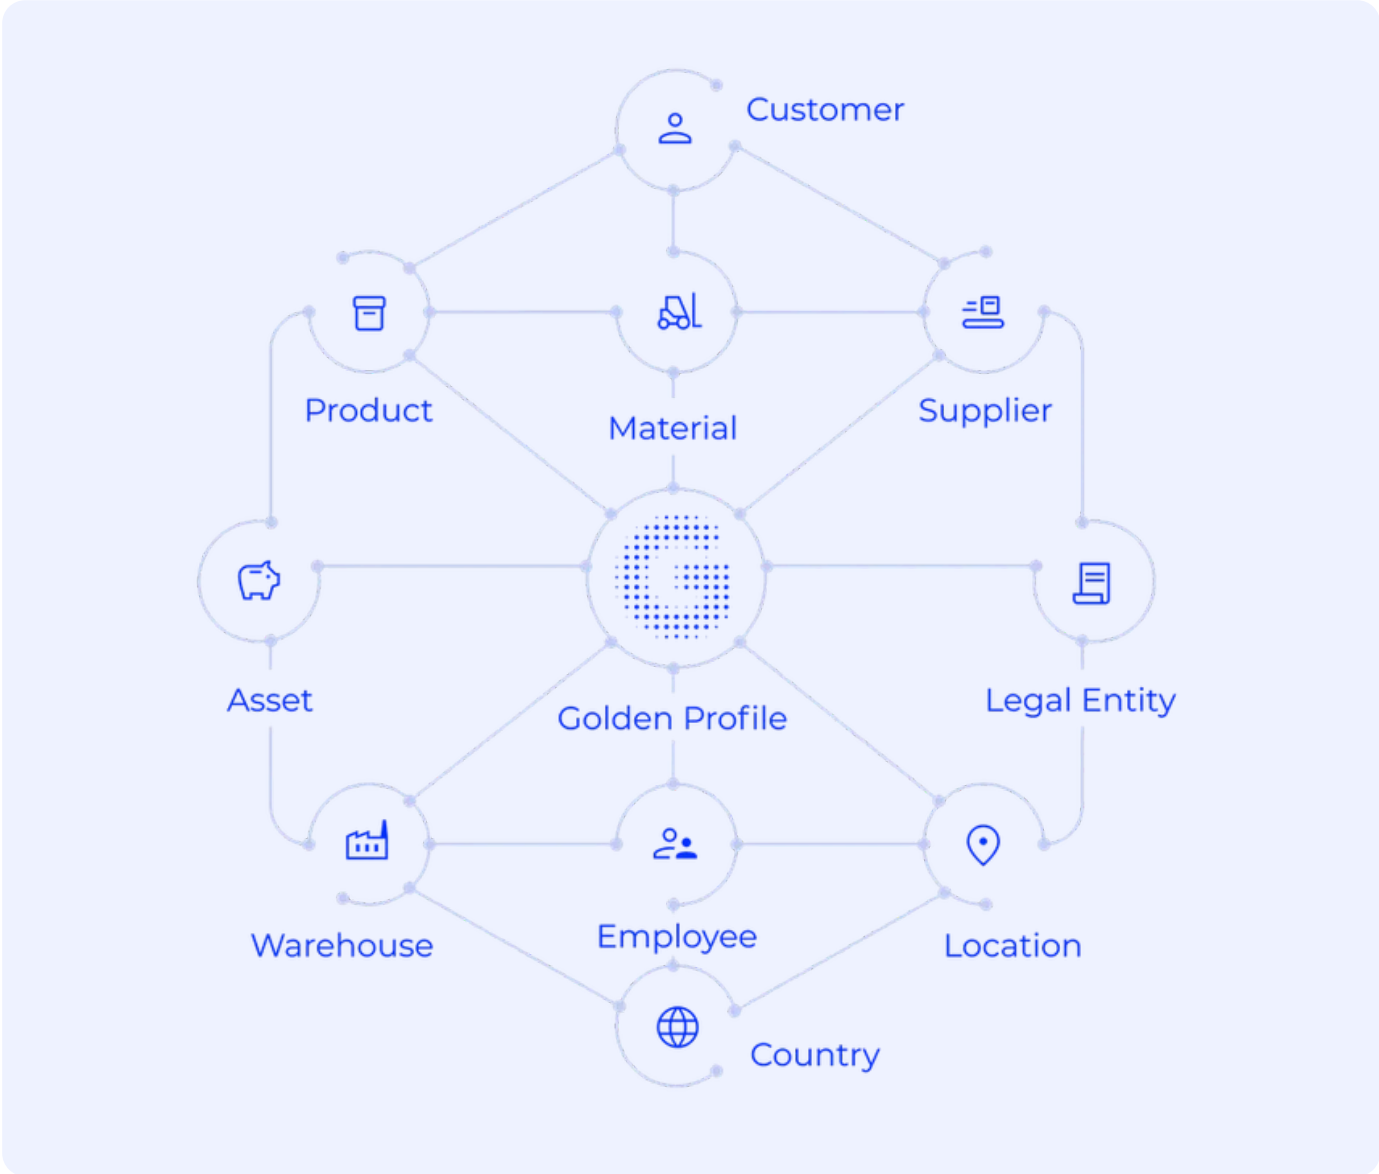 Customer
Product
Material
Supplier
G
Asset
Golden Profile
Legal Entity
Warehouse
Employee
Location
Country